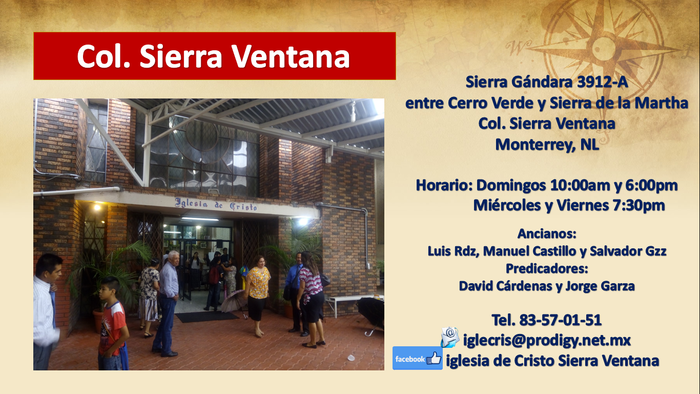 Col. Sierra Ventana
Iglesia de Cristo
Sierra Gándara 3912-A
entre Cerro Verde y Sierra de la Martha
Col. Sierra Ventana
Monterrey, NL
Horario: Domingos 10:00am y 6:00pm
Miércoles y Viernes 7:30pm
Ancianos:
Luis Rdz, Manuel Castillo y Salvador Gzz
Predicadores:
David Cárdenas y Jorge Garza
Tel. 83-57-01-51
iglecris@prodigy.net.mx
facebook iglesia de Cristo Sierra Ventana